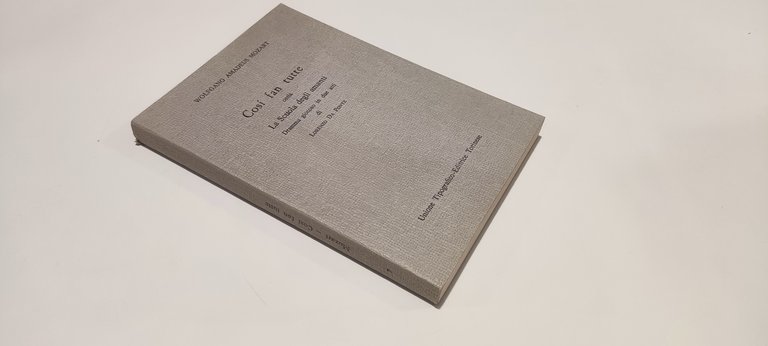 WOLFGANG AMADEUS MOZART
Così fan tutte
ossia
La Scuola degli amanti
Dramma giocoso in due atti
di
Lorenzo Da Ponte
Unione Tipografico-Editrice Torinese
Mozart - Così fan tutte